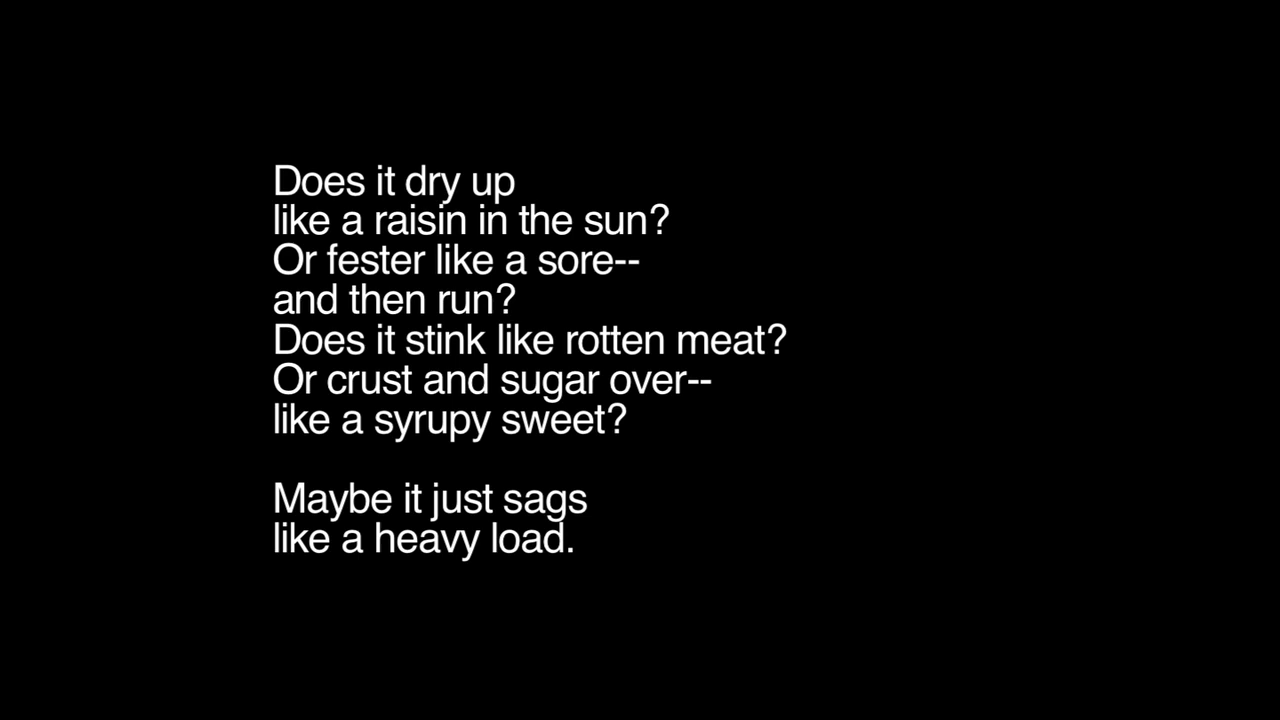 Does it dry up
like a raisin in the sun?
Or fester like a sore--
and then run?
Does it stink like rotten meat?
Or crust and sugar over--
like a syrupy sweet?

Maybe it just sags
like a heavy load.